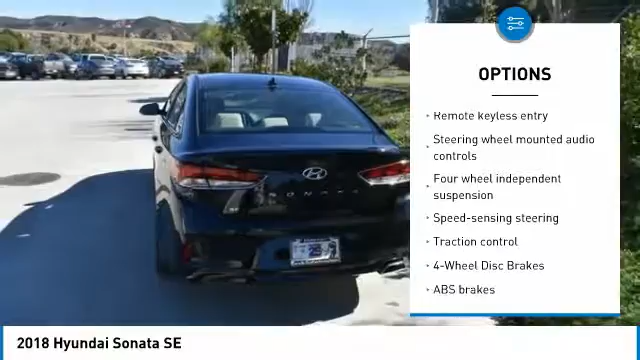 OPTIONS
Remote keyless entry
Steering wheel mounted audio
controls
Four wheel independent
suspension
Speed-sensing steering
Traction control
4-Wheel Disc Brakes
ABS brakes
SONATA
2018 Hyundai Sonata SE